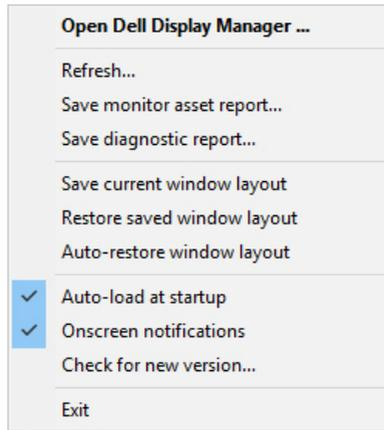 Open Dell Display Manager ...
Refresh...
Save monitor asset report...
Save diagnostic report...
Save current window layout
Restore saved window layout
Auto-restore window layout
Auto-load at startup
Onscreen notifications
Check for new version...
Exit